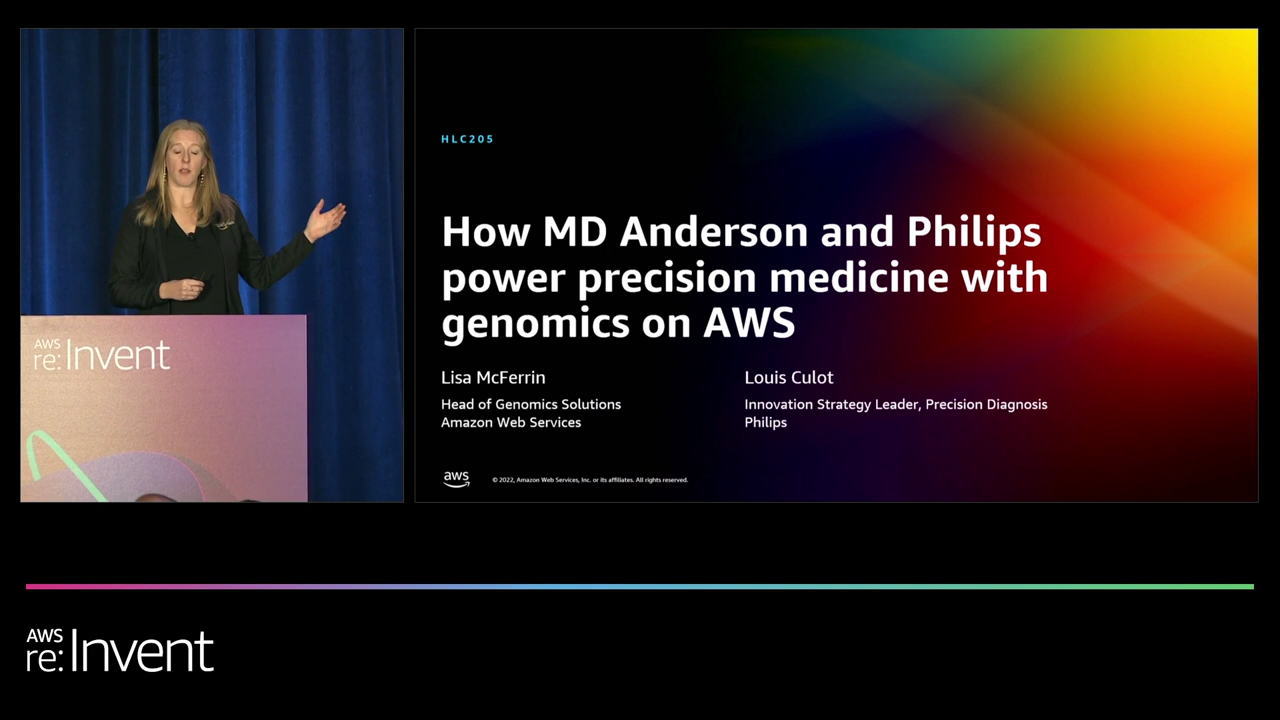 AWS
re:Invent
HLC205
How MD Anderson and Philips
power precision medicine with
genomics on AWS
Lisa McFerrin
Head of Genomics Solutions
Amazon Web Services
Louis Culot
Innovation Strategy Leader, Precision Diagnosis
Philips
aws
© 2022, Amazon Web Services, Inc. or its affiliates. All rights reserved.
AWS
re:Invent